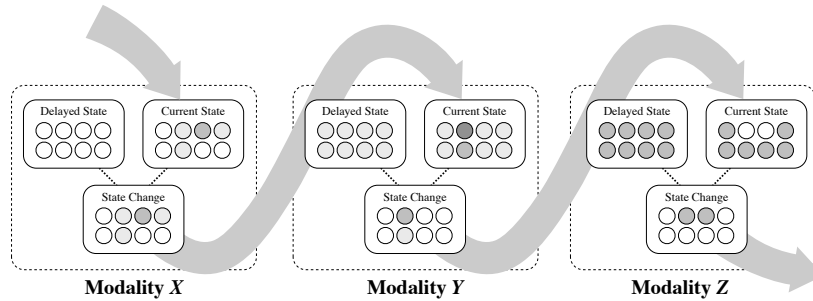 Delayed State
Current State
State Change
Modality X
Delayed State
Current State
State Change
Modality Y
Delayed State
Current State
State Change
Modality Z